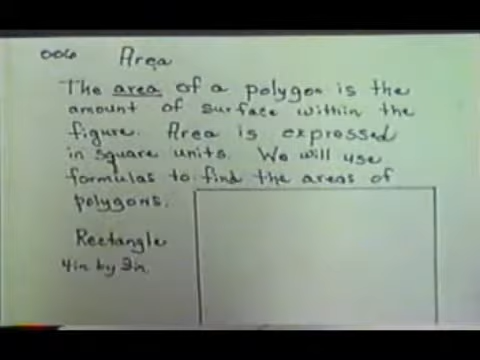 006 Area
The area of a polygon is the
amount of surface within the
figure. Area is expressed
in square units. We will use
formulas to find the areas of
polygons.
Rectangle
4in by 3in.